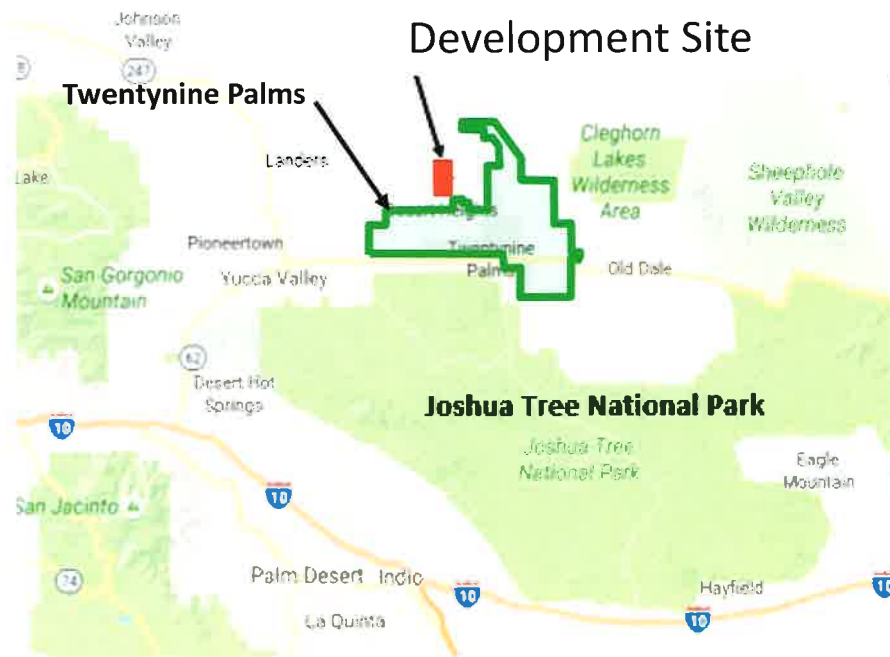 Johnson
Valley
Development Site
247
Twentynine Palms
Cleghorn
Lakes
Wilderness
Area
Landers
Lake
Sheephole
Valley
Wilderness
Pioneertown
Twentynine
Palms
San Gorgonio
Mountain
Yucca Valley
Old Dale
62
Desert Hot
Springs
Joshua Tree National Park
10
Joshua Tree
National Park
Eagle
Mountain
10
San Jacinto
74
Palm Desert
Indio
10
Hayfield
10
10
La Quinta